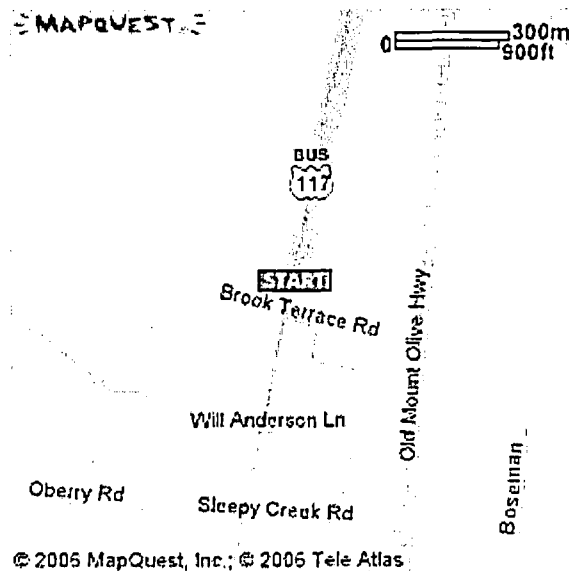 MAPQUEST
0 300m
900ft
BUS
117
START
Brook Terrace Rd
Old Mount Olive Hwy
Will Anderson Ln
Oberry Rd
Sleepy Creek Rd
Boseman
© 2006 MapQuest, Inc.; © 2006 Tele Atlas